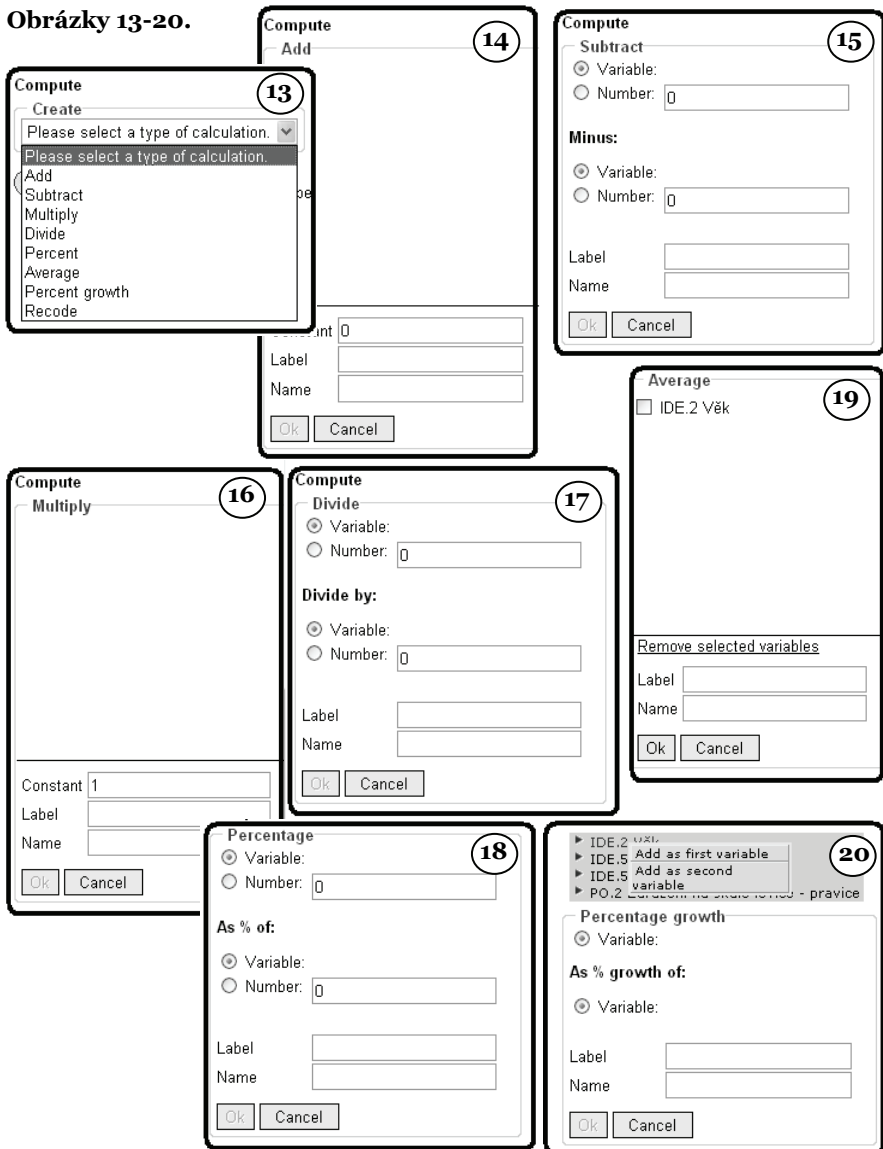 Obrázky 13-20.
13
Compute
Create
Please select a type of calculation.
Please select a type of calculation.
Add
Subtract
Multiply
Divide
Percent
Average
Percent growth
Recode
14
Compute
Add
Constant 0
Label
Name
Ok Cancel
15
Compute
Subtract
Variable:
Number: 0
Minus:
Variable:
Number: 0
Label
Name
Ok Cancel
16
Compute
Multiply
Constant 1
Label
Name
Ok Cancel
17
Compute
Divide
Variable:
Number: 0
Divide by:
Variable:
Number: 0
Label
Name
Ok Cancel
19
Average
IDE.2 Věk
Remove selected variables
Label
Name
Ok Cancel
18
Percentage
Variable:
Number: 0
As % of:
Variable:
Number: 0
Label
Name
Ok Cancel
20
IDE.2
IDE.5
IDE.5
PO.2 - pravice
Add as first variable
Add as second
variable
Percentage growth
Variable:
As % growth of:
Variable:
Label
Name
Ok Cancel